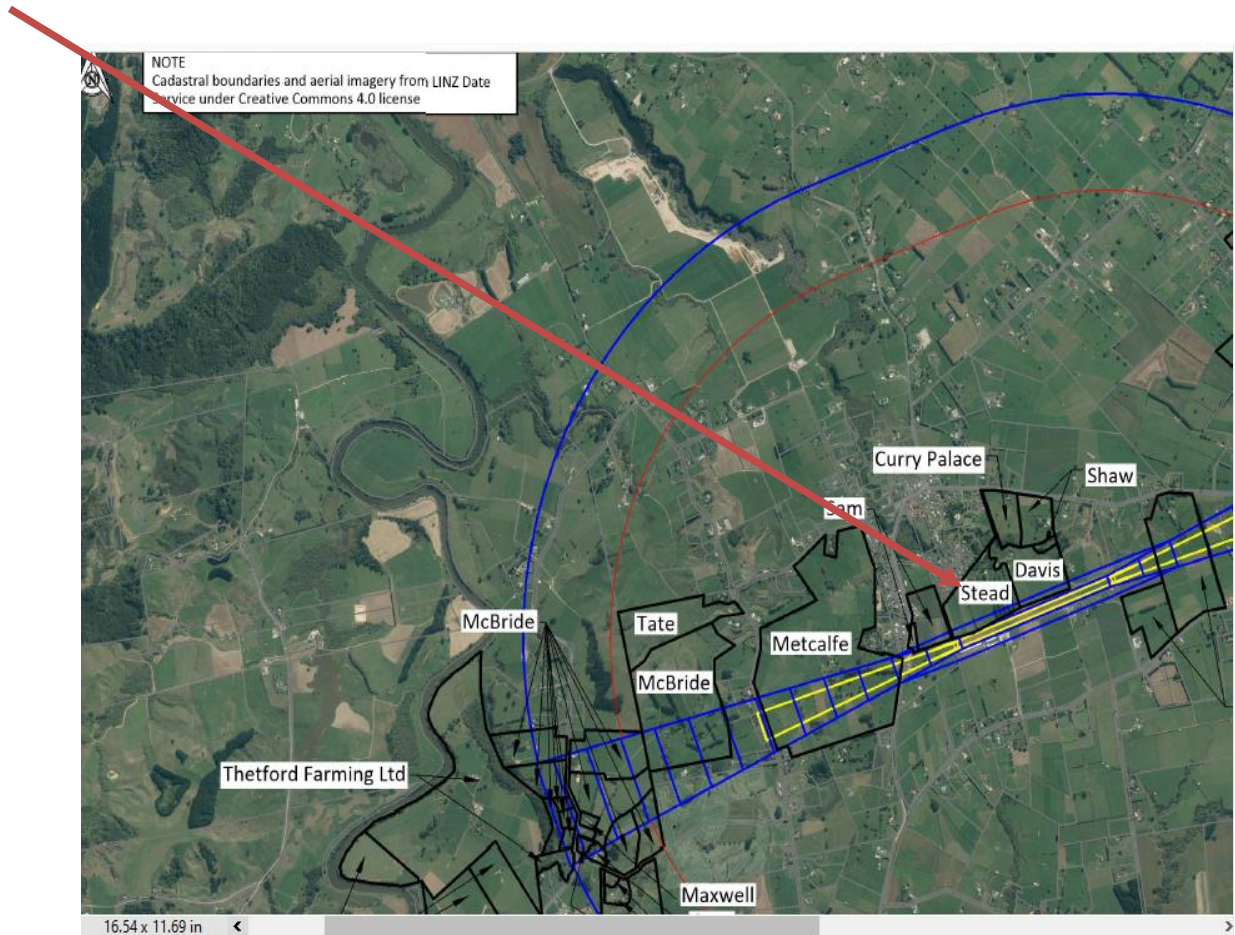 NOTE
Cadastral boundaries and aerial imagery from LINZ Date
Service under Creative Commons 4.0 license
N
Curry Palace
Shaw
Sam
Davis
Stead
McBride
Tate
Metcalfe
McBride
Thetford Farming Ltd
Maxwell
16.54 x 11.69 in